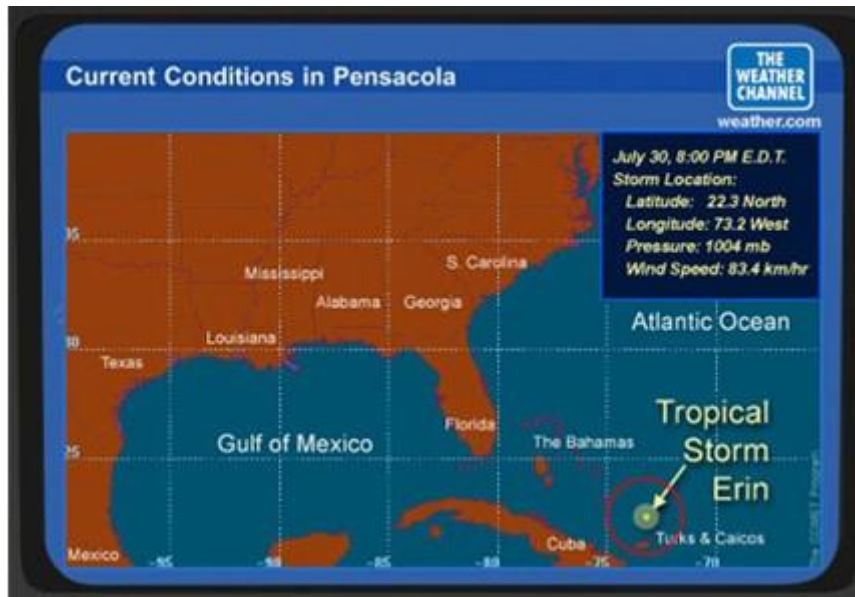 Current Conditions in Pensacola
THE
WEATHER
CHANNEL
weather.com
July 30, 8:00 PM E.D.T.
Storm Location:
Latitude: 22.3 North
Longitude: 73.2 West
Pressure: 1004 mb
Wind Speed: 83.4 km/hr
35
Mississippi
S. Carolina
Alabama
Georgia
Atlantic Ocean
Louisiana
30
Texas
Florida
The Bahamas
Tropical
Storm
Erin
Gulf of Mexico
25
Turks & Caicos
Cuba
Mexico
-95
-90
-85
-80
-75
-70
The COMET Program